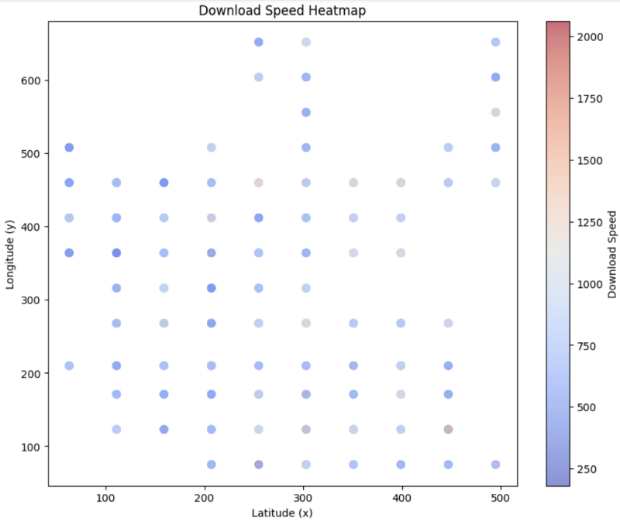 Download Speed Heatmap
600
500
400
300
200
100
Longitude (y)
100 200 300 400 500
Latitude (x)
2000
1750
1500
1250
1000
750
500
250
Download Speed